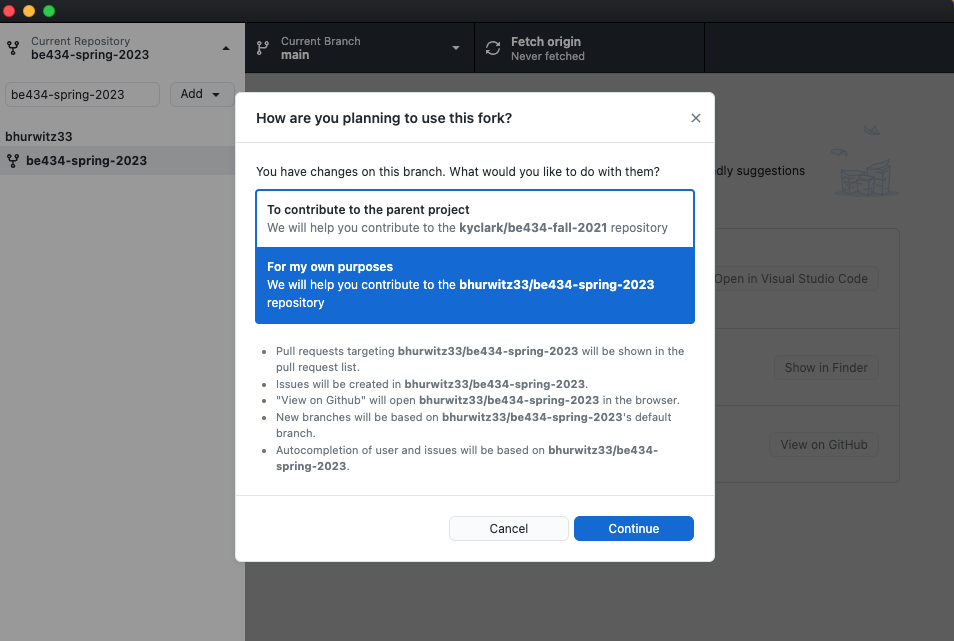 Current Repository
be434-spring-2023
Current Branch
main
Fetch origin
Never fetched
be434-spring-2023
Add
bhurwitz33
be434-spring-2023
How are you planning to use this fork?
You have changes on this branch. What would you like to do with them?
To contribute to the parent project
We will help you contribute to the kyclark/be434-fall-2021 repository
For my own purposes
We will help you contribute to the bhurwitz33/be434-spring-2023
repository
• Pull requests targeting bhurwitz33/be434-spring-2023 will be shown in the
pull request list.
• Issues will be created in bhurwitz33/be434-spring-2023.
• "View on Github" will open bhurwitz33/be434-spring-2023 in the browser.
• New branches will be based on bhurwitz33/be434-spring-2023's default
branch.
• Autocompletion of user and issues will be based on bhurwitz33/be434-
spring-2023.
Cancel
Continue
dly suggestions
Open in Visual Studio Code
Show in Finder
View on GitHub